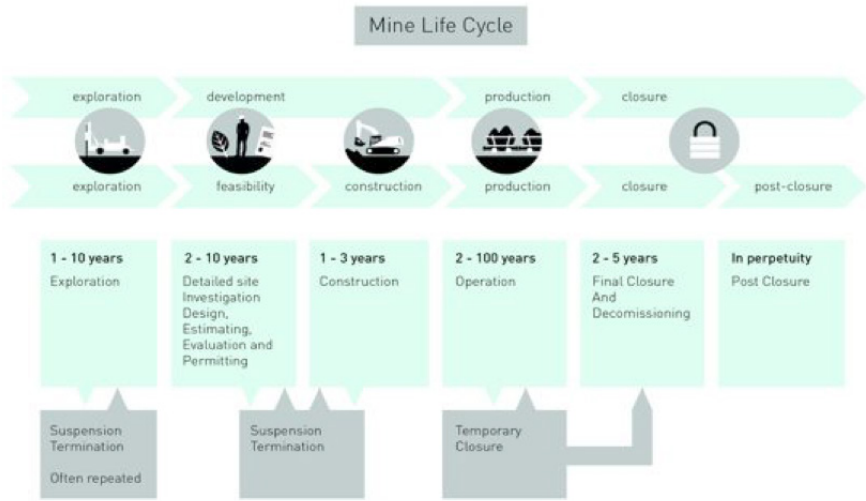 Mine Life Cycle
exploration development production closure
exploration feasibility construction production closure post-closure
1 - 10 years
Exploration
2 - 10 years
Detailed site
Investigation
Design,
Estimating,
Evaluation and
Permitting
1 - 3 years
Construction
2 - 100 years
Operation
2 - 5 years
Final Closure
And
Decomissioning
In perpetuity
Post Closure
Suspension
Termination
Often repeated
Suspension
Termination
Temporary
Closure